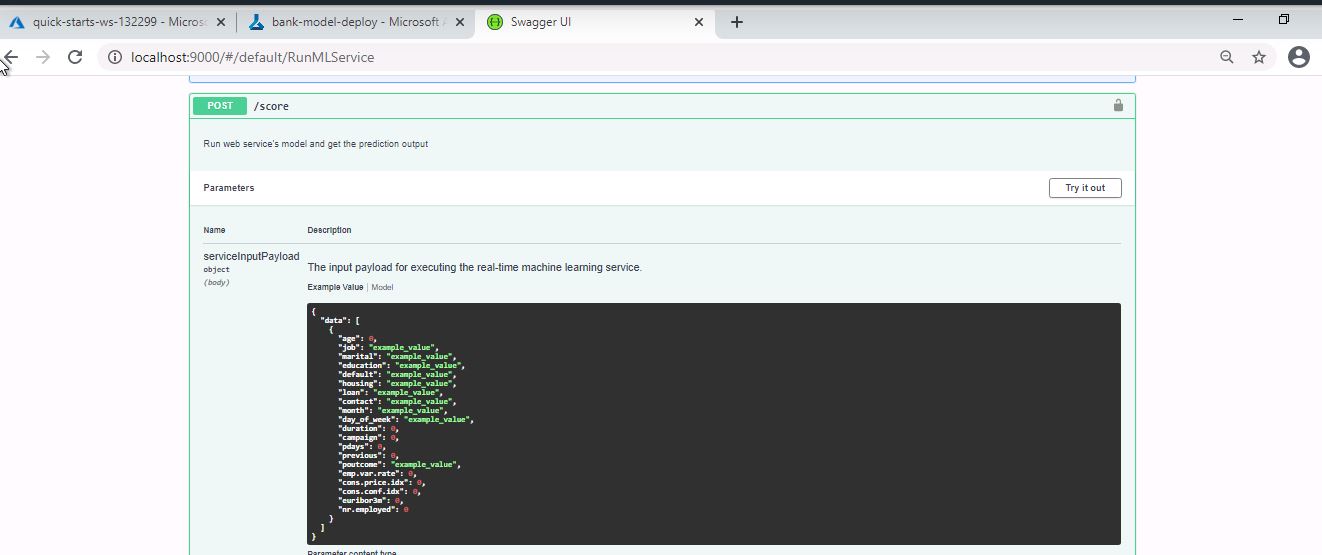 quick-starts-ws-132299 - Micros
bank-model-deploy - Microsoft A
Swagger UI
localhost:9000/#/default/RunMLService
POST /score
Run web service's model and get the prediction output
Parameters
Try it out
Name Description
serviceInputPayload
object
(body)
The input payload for executing the real-time machine learning service.
Example Value | Model
{
"data": [
{
"age": 0,
"job": "example_value",
"marital": "example_value",
"education": "example_value",
"default": "example_value",
"housing": "example_value",
"loan": "example_value",
"contact": "example_value",
"month": "example_value",
"day_of_week": "example_value",
"duration": 0,
"campaign": 0,
"pdays": 0,
"previous": 0,
"poutcome": "example_value",
"emp.var.rate": 0,
"cons.price.idx": 0,
"cons.conf.idx": 0,
"euribor3m": 0,
"nr.employed": 0
}
]
}
Parameter content type